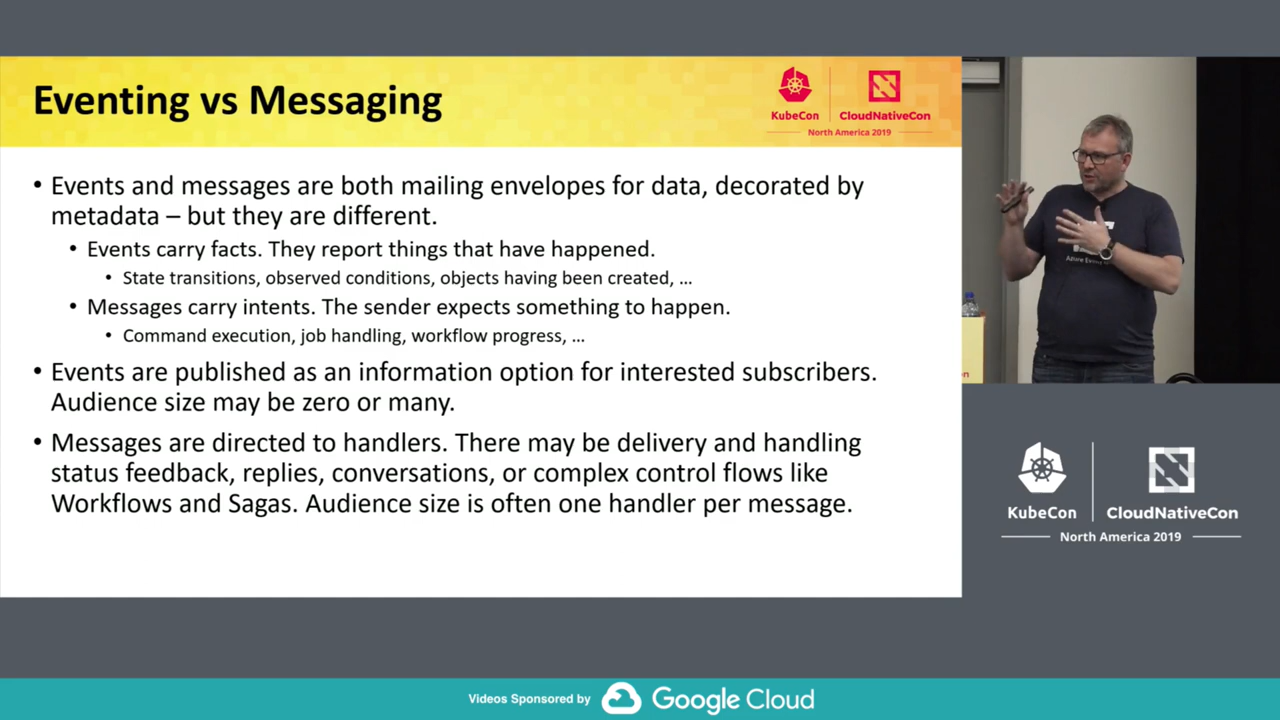 Eventing vs Messaging
KubeCon
CloudNativeCon
North America 2019
• Events and messages are both mailing envelopes for data, decorated by
metadata – but they are different.
• Events carry facts. They report things that have happened.
• State transitions, observed conditions, objects having been created, …
• Messages carry intents. The sender expects something to happen.
• Command execution, job handling, workflow progress, …
• Events are published as an information option for interested subscribers.
Audience size may be zero or many.
• Messages are directed to handlers. There may be delivery and handling
status feedback, replies, conversations, or complex control flows like
Workflows and Sagas. Audience size is often one handler per message.
KubeCon
CloudNativeCon
North America 2019
Videos Sponsored by
Google Cloud